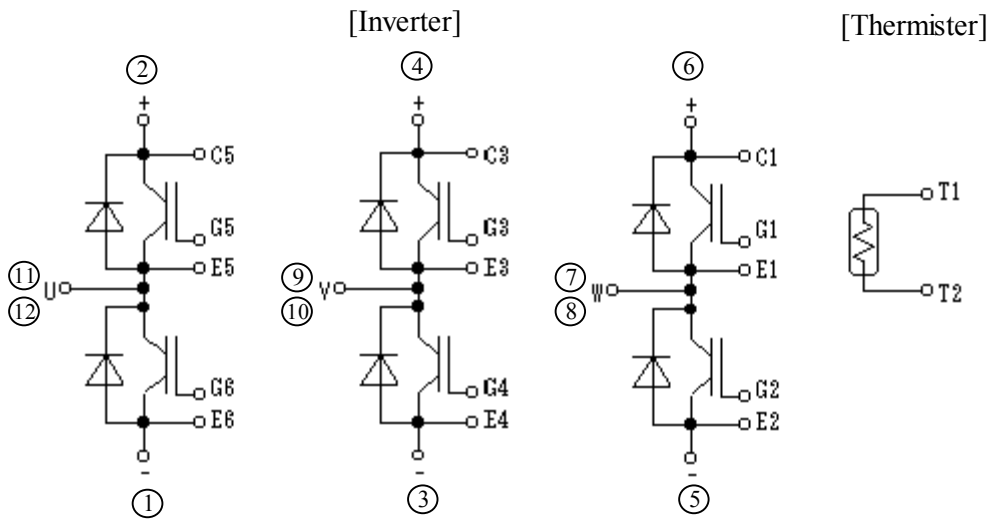 [Inverter]
[Thermister]
② ④ ⑥
+ + +
C5 C3 C1
G5 G3 G1
E5 E3 E1
T1
T2
⑪ U ⑨ V ⑦ W
⑫ ⑩ ⑧
G6 G4 G2
E6 E4 E2
- - -
① ③ ⑤